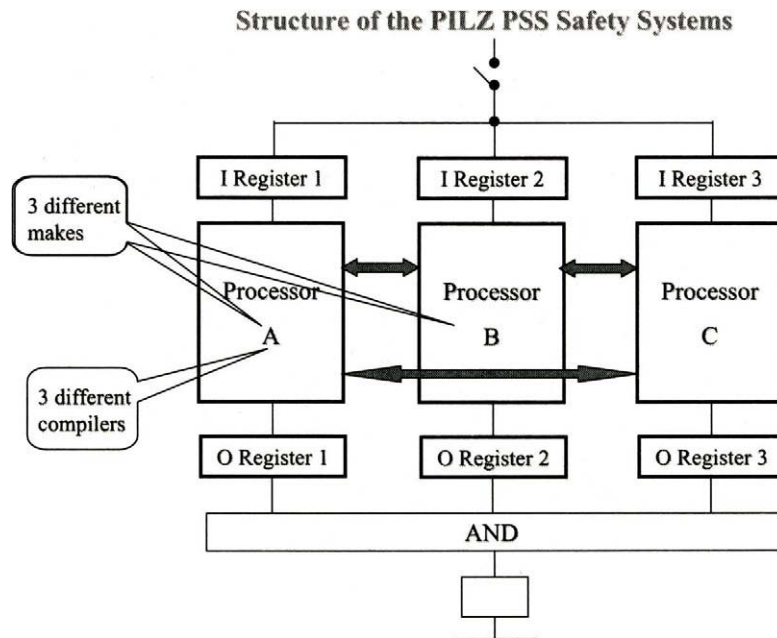 Structure of the PILZ PSS Safety Systems
I Register 1
I Register 2
I Register 3
3 different
makes
Processor
A
Processor
B
Processor
C
3 different
compilers
O Register 1
O Register 2
O Register 3
AND